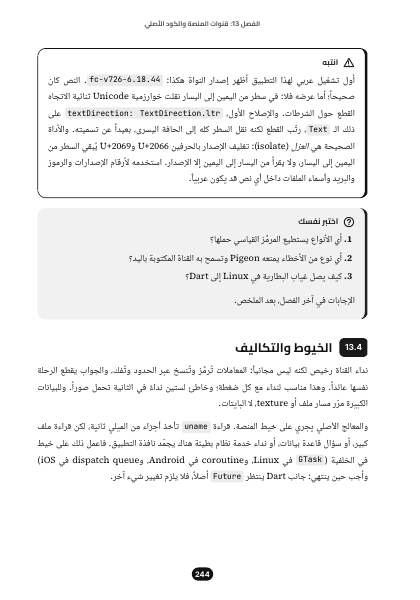 الفصل 13: قنوات المنصة والكود الأصلي
انتبه
أول تشغيل عربي لهذا التطبيق أظهر إصدار النواة هكذا: fc-v726-6.18.44. النص كان
صحيحاً؛ أما عرضه فلا: في سطر من اليمين إلى اليسار نقلت خوارزمية Unicode ثنائية الاتجاه
القطع حول الشرطات. والإصلاح الأول، textDirection: TextDirection.ltr على
ذلك الـ Text، رتّب القطع لكنه نقل السطر كله إلى الحافة اليسرى، بعيداً عن تسميته. والأداة
الصحيحة هي العزل (isolate): تغليف الإصدار بالحرفين U+2066 وU+2069 يُبقي السطر من
اليمين إلى اليسار، ولا يقرأ من اليسار إلى اليمين إلا الإصدار. استخدمه لأرقام الإصدارات والرموز
والبريد وأسماء الملفات داخل أي نص قد يكون عربياً.
اختبر نفسك
1. أي الأنواع يستطيع المرمِّز القياسي حملها؟
2. أي نوع من الأخطاء يمنعه Pigeon وتسمح به القناة المكتوبة باليد؟
3. كيف يصل غياب البطارية في Linux إلى Dart؟
الإجابات في آخر الفصل، بعد الملخص.
13.4 الخيوط والتكاليف
نداء القناة رخيص لكنه ليس مجانياً: المعاملات تُرمَّز وتُنسخ عبر الحدود وتُفك، والجواب يقطع الرحلة
نفسها عائداً. وهذا مناسب لنداء مع كل ضغطة؛ وخاطئ لستين نداءً في الثانية تحمل صوراً. وللبيانات
الكبيرة مرّر مسار ملف أو texture، لا البايتات.
والمعالج الأصلي يجري على خيط المنصة. قراءة uname تأخذ أجزاء من الميلي ثانية، لكن قراءة ملف
كبير، أو سؤال قاعدة بيانات، أو نداء خدمة نظام بطيئة هناك يجمّد نافذة التطبيق. فاعمل ذلك على خيط
في الخلفية (GTask في Linux، وcoroutine في Android، وdispatch queue في iOS)
وأجب حين ينتهي: جانب Dart ينتظر Future أصلاً، فلا يلزم تغيير شيء آخر.
244